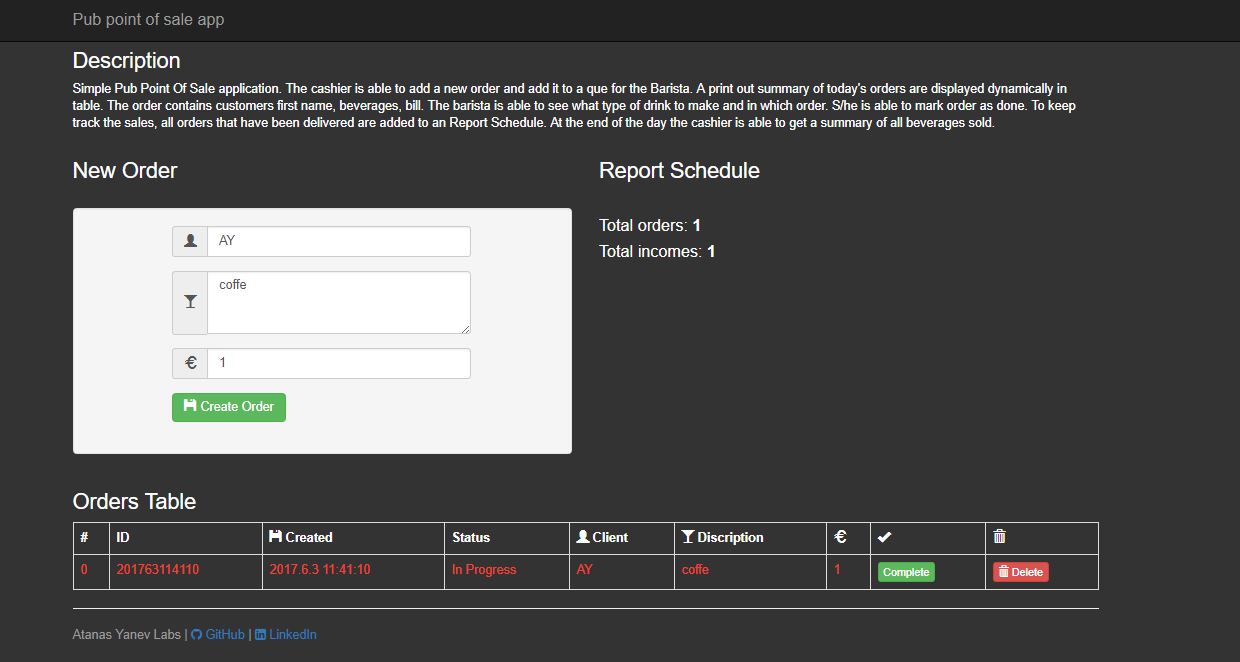 Pub point of sale app
Description
Simple Pub Point Of Sale application. The cashier is able to add a new order and add it to a que for the Barista. A print out summary of today's orders are displayed dynamically in
table. The order contains customers first name, beverages, bill. The barista is able to see what type of drink to make and in which order. S/he is able to mark order as done. To keep
track the sales, all orders that have been delivered are added to an Report Schedule. At the end of the day the cashier is able to get a summary of all beverages sold.
New Order
AY
coffe
€ 1
Create Order
Report Schedule
Total orders: 1
Total incomes: 1
Orders Table
# ID Created Status Client Discription €
0 201763114110 2017.6.3 11:41:10 In Progress AY coffe 1 Complete Delete
Atanas Yanev Labs | GitHub | LinkedIn